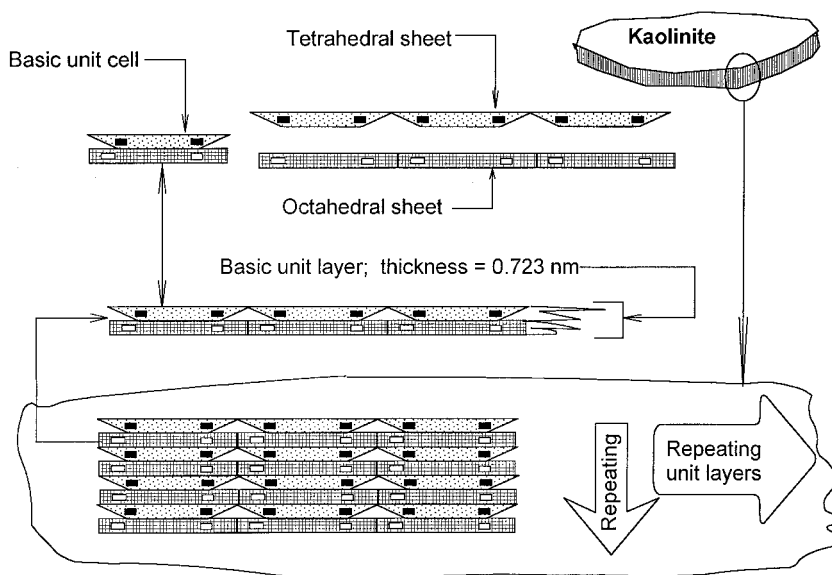 Tetrahedral sheet
Kaolinite
Basic unit cell
Octahedral sheet
Basic unit layer; thickness = 0.723 nm
Repeating
Repeating
unit layers